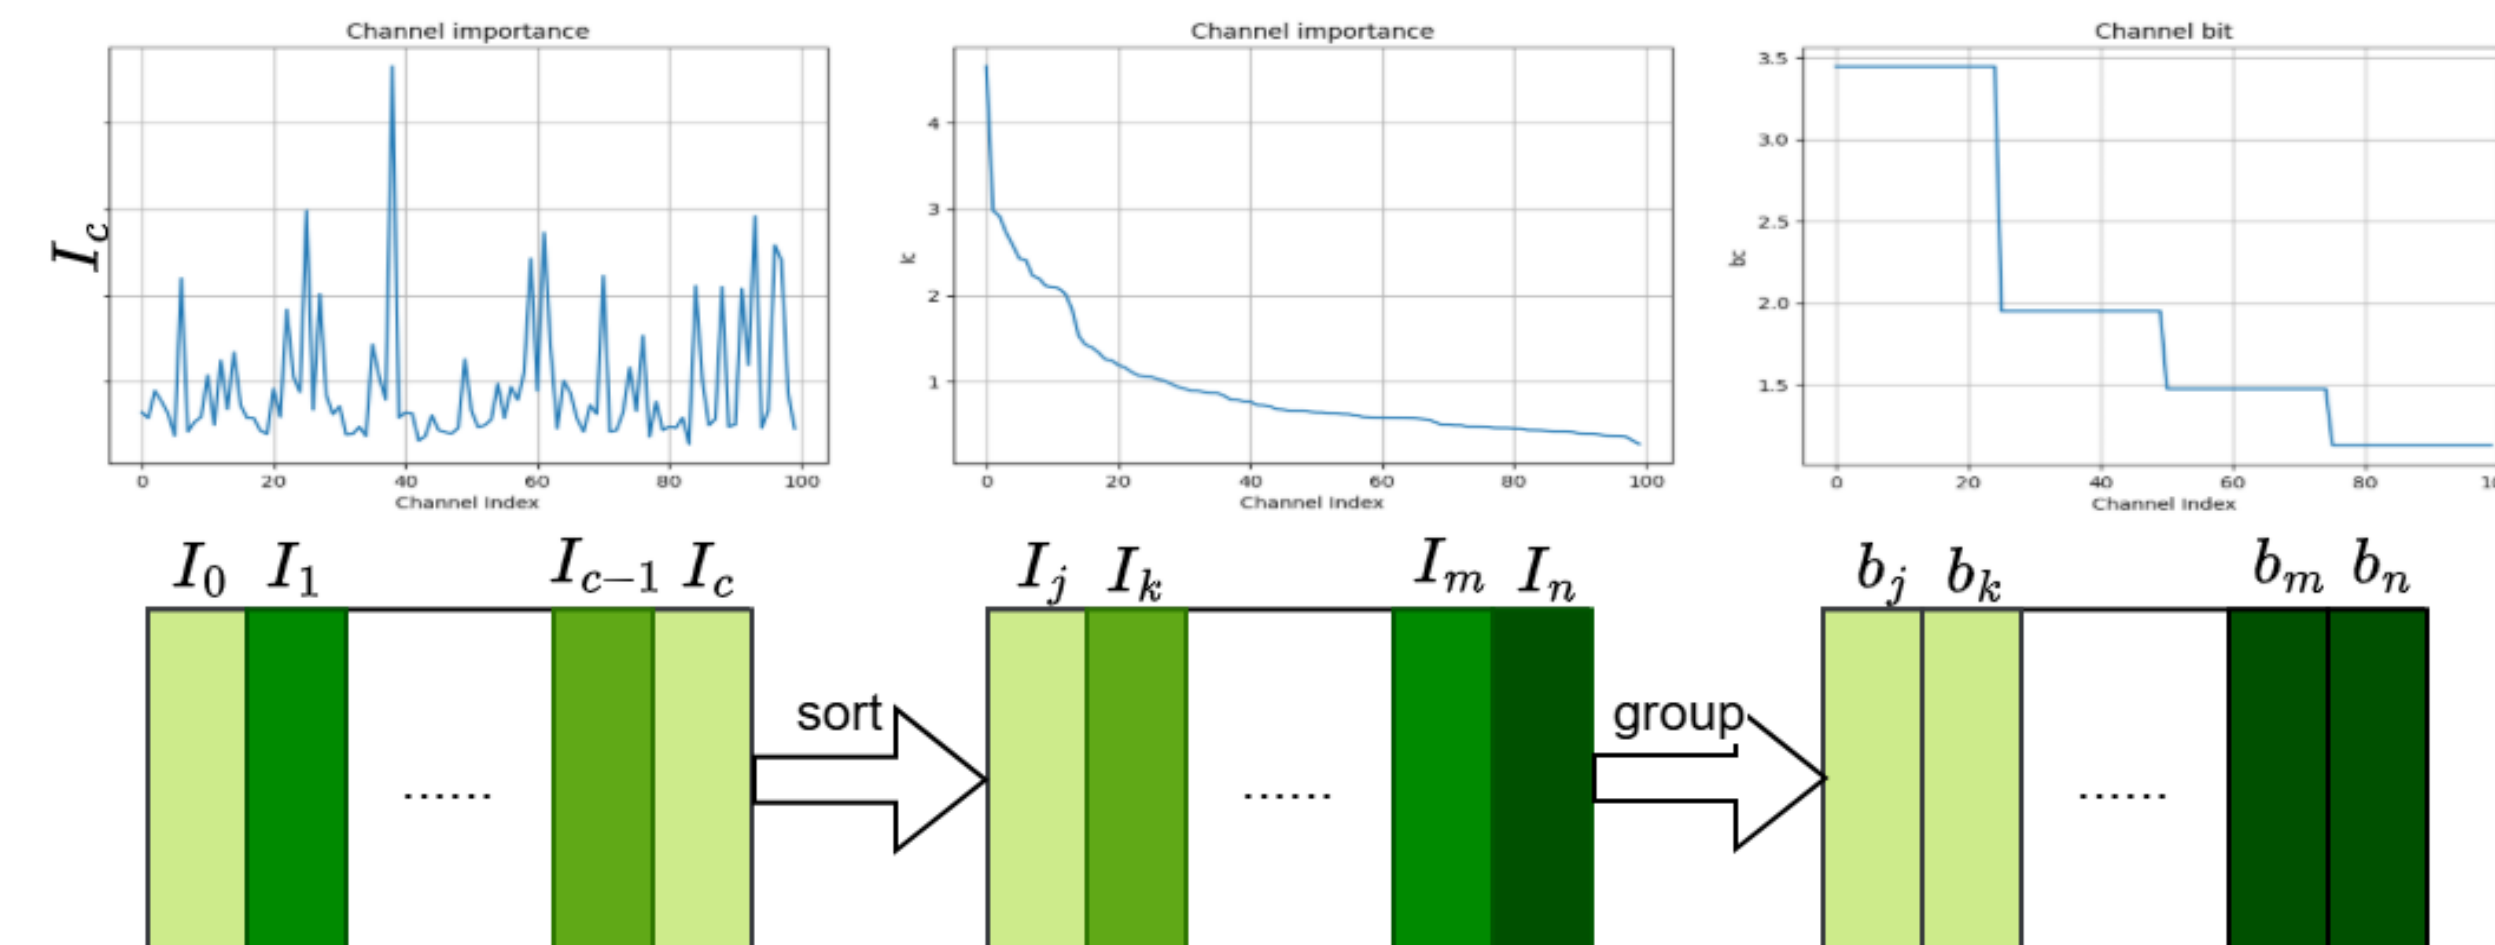 Channel importance
I_c
0 20 40 60 80 100
Channel Index
Channel importance
4
3
2
1
Ic
0 20 40 60 80 100
Channel Index
Channel bit
3.5
3.0
2.5
2.0
1.5
bc
0 20 40 60 80
Channel Index
I_0 I_1 I_{c-1} I_c
I_j I_k I_m I_n
b_j b_k b_m b_n
sort
group
......
......
......